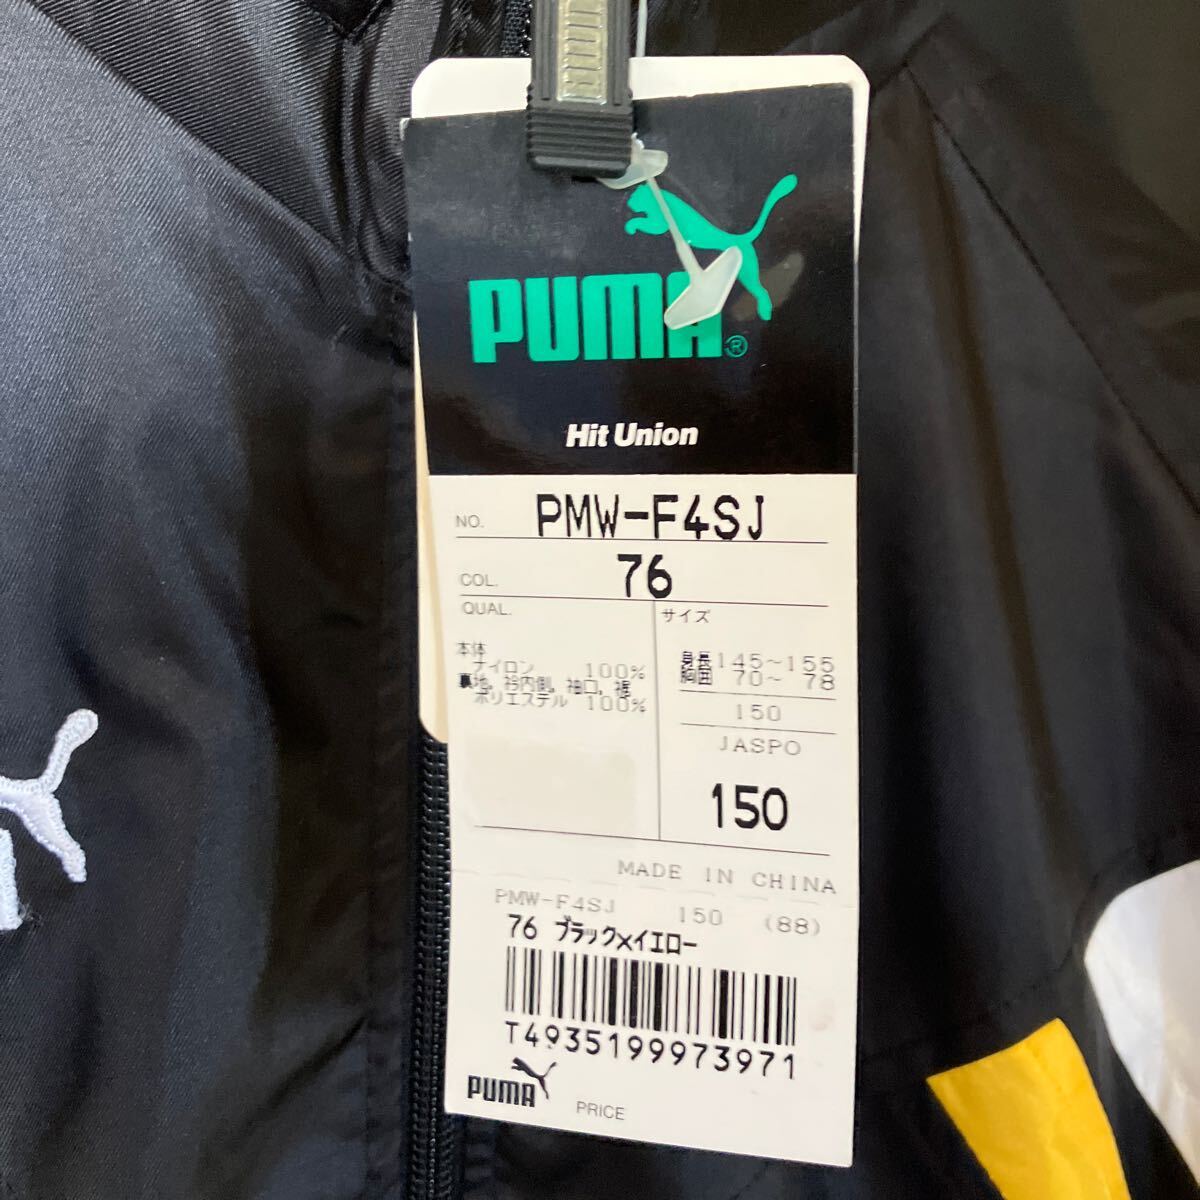 PUMA®
Hit Union
NO. PMW-F4SJ
COL. 76
QUAL.
本体
ナイロン 100%
裏地、衿内側、袖口、裾
ポリエステル 100%
サイズ
身長 145~155
胸囲 70~ 78
150
JASPO
150
MADE IN CHINA
PMW-F4SJ 150 (88)
76 ブラック×イエロー
T4935199973971
PUMA
PRICE